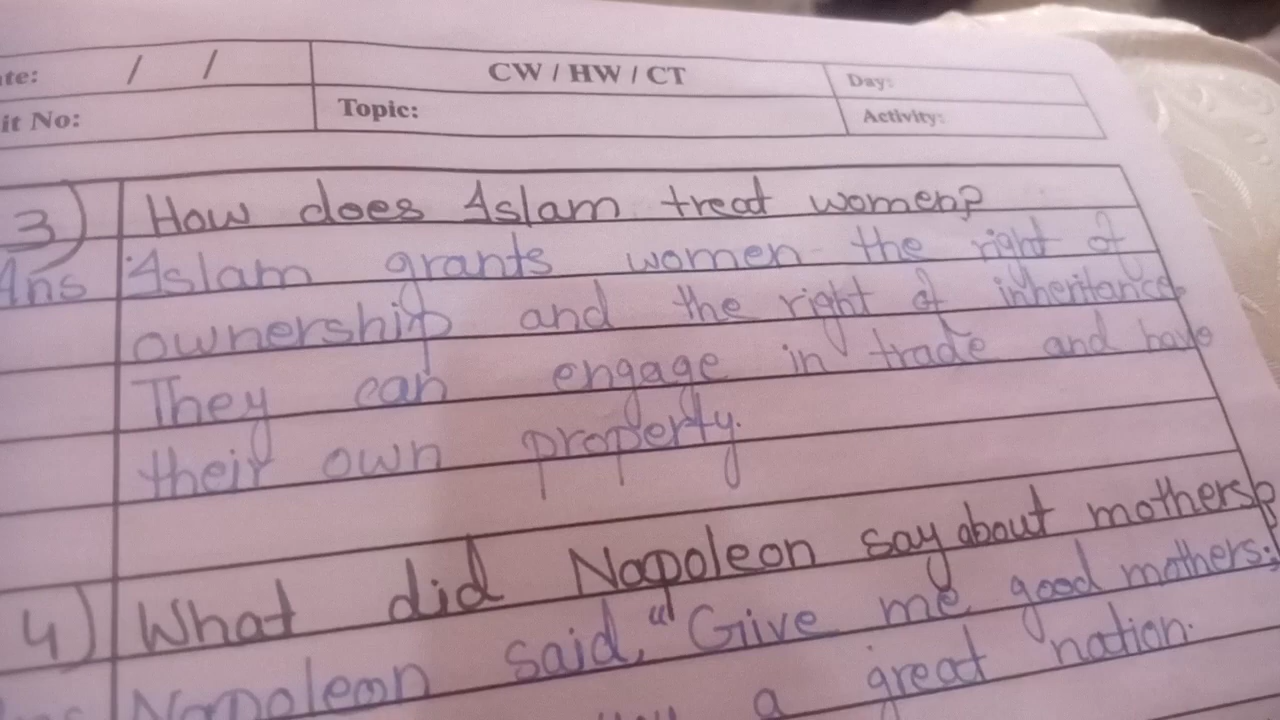 te: / / CW / HW / CT Day:
it No: Topic: Activity:
3) How does Islam treat women?
Ans Islam grants women the right of
ownership and the right of inheritance
They can engage in trade and have
their own property.
4) What did Napoleon say about mothers?
Napoleon said, "Give me good mothers;
a great nation.